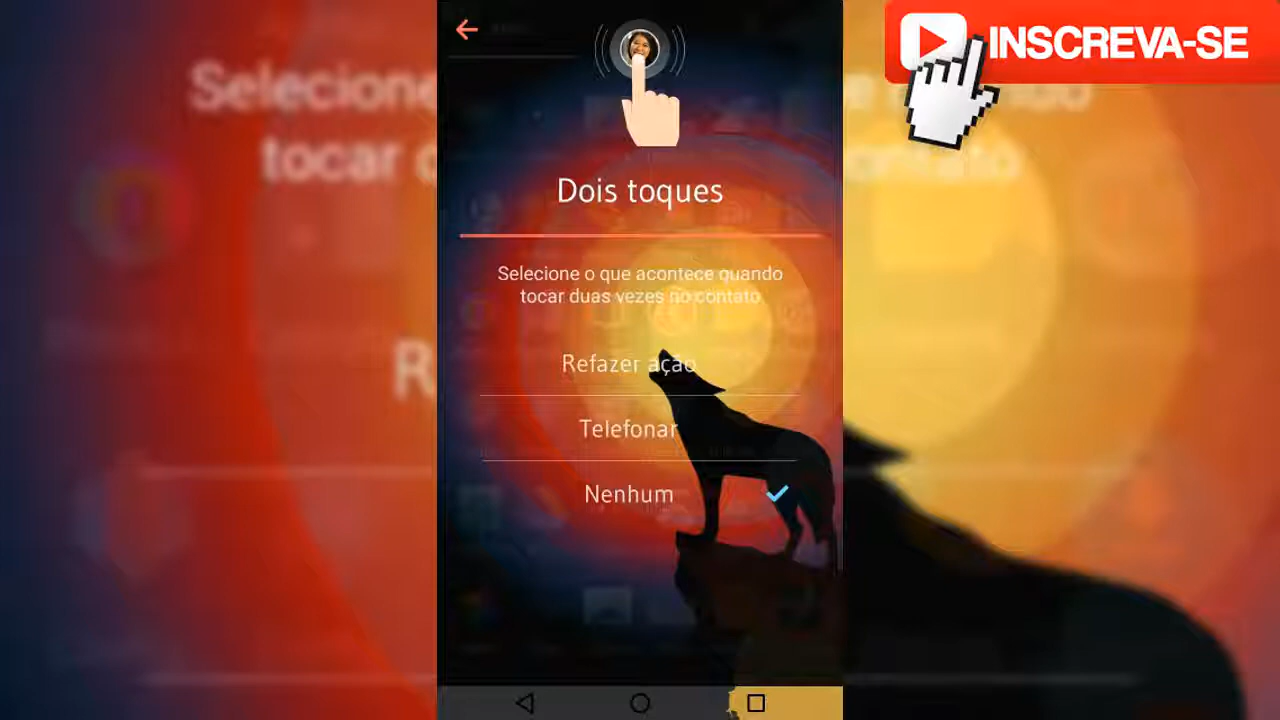 INSCREVA-SE
Dois toques
Selecione o que acontece quando
tocar duas vezes no contato
Refazer ação
Telefonar
Nenhum